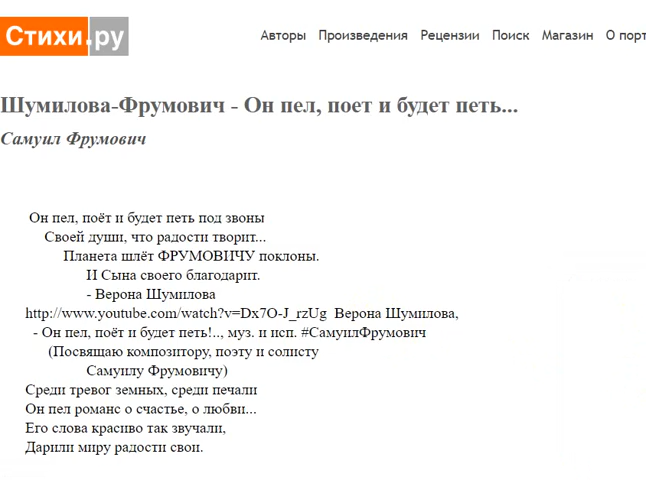 Стихи.ру
Авторы Произведения Рецензии Поиск Магазин О порт
Шумилова-Фрумович - Он пел, поет и будет петь...
Самуил Фрумович
Он пел, поёт и будет петь под звоны
Своей души, что радости творит...
Планета шлёт ФРУМОВИЧУ поклоны.
И Сына своего благодарит.
- Верона Шумилова
http://www.youtube.com/watch?v=Dx7O-J_rzUg Верона Шумилова,
- Он пел, поёт и будет петь!.., муз. и исп. #СамуилФрумович
(Посвящаю композитору, поэту и солисту
Самуилу Фрумовичу)
Среди тревог земных, среди печали
Он пел романс о счастье, о любви...
Его слова красиво так звучали,
Дарили миру радости свои.